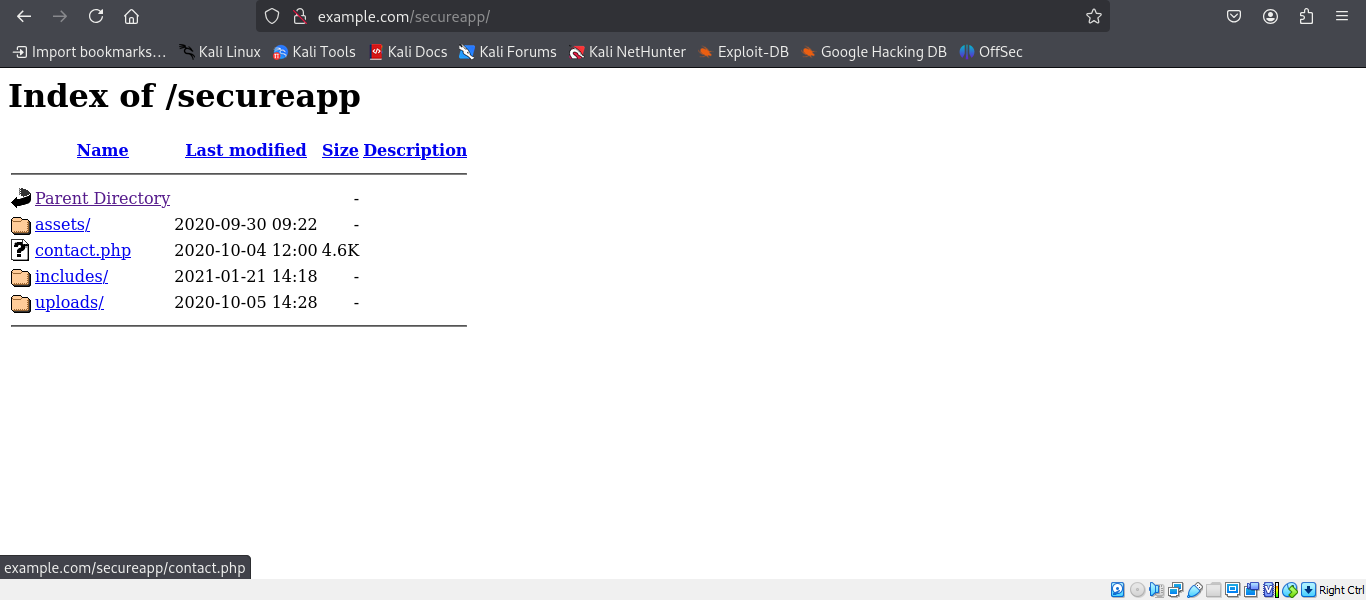 example.com/secureapp/
Import bookmarks... Kali Linux Kali Tools Kali Docs Kali Forums Kali NetHunter Exploit-DB Google Hacking DB OffSec
Index of /secureapp
Name Last modified Size Description
Parent Directory -
assets/ 2020-09-30 09:22 -
contact.php 2020-10-04 12:00 4.6K
includes/ 2021-01-21 14:18 -
uploads/ 2020-10-05 14:28 -
example.com/secureapp/contact.php
Right Ctrl